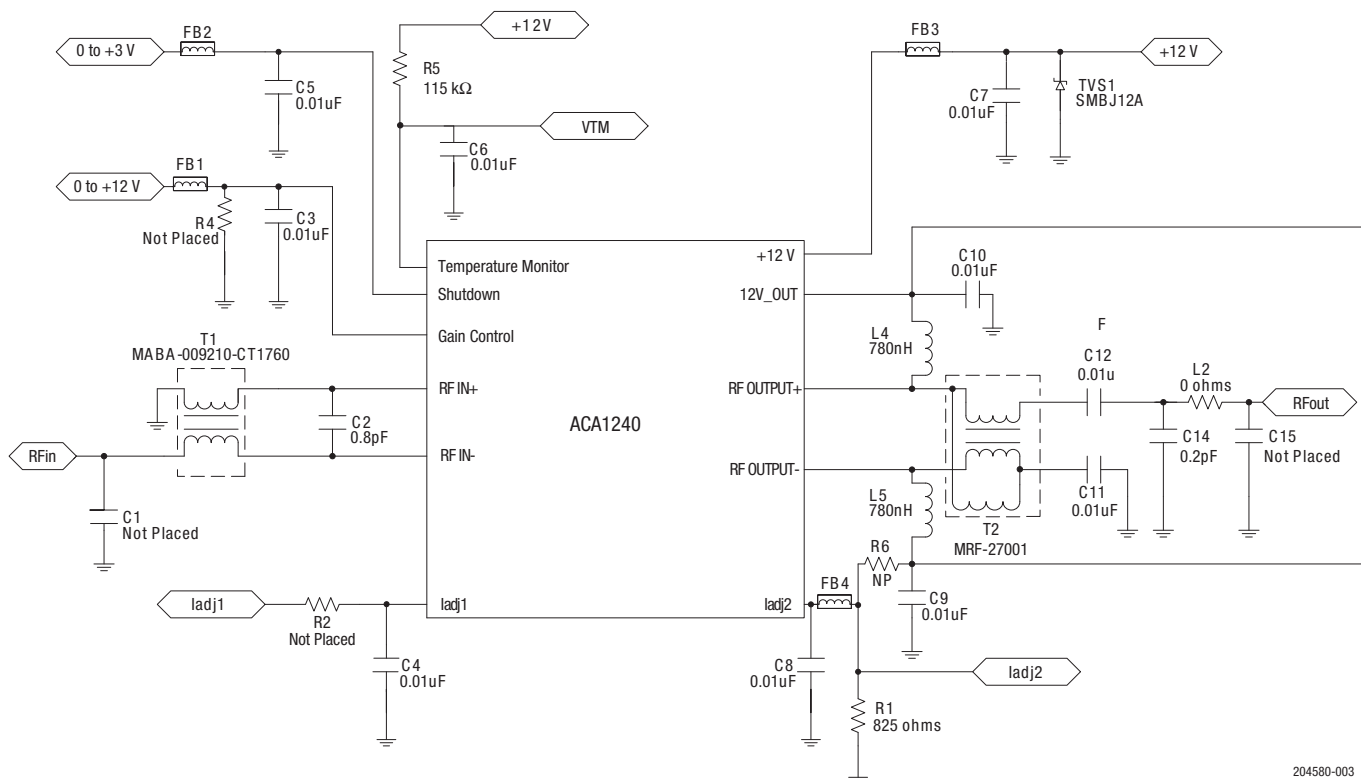 +12V
FB2
0 to +3 V
R5
115 kΩ
C5
0.01uF
VTM
C6
0.01uF
FB1
0 to +12 V
R4
Not Placed
C3
0.01uF
FB3
+12 V
C7
0.01uF
TVS1
SMBJ12A
T1
MABA-009210-CT1760
RFin
C1
Not Placed
C2
0.8pF
Temperature Monitor
Shutdown
Gain Control
RF IN+
RF IN-
Iadj1
ACA1240
+12 V
12V_OUT
RF OUTPUT+
RF OUTPUT-
Iadj2
C10
0.01uF
L4
780nH
F
C12
0.01u
L2
0 ohms
RFout
C14
0.2pF
C15
Not Placed
C11
0.01uF
L5
780nH
T2
MRF-27001
R6
NP
FB4
C9
0.01uF
Iadj1
R2
Not Placed
C4
0.01uF
C8
0.01uF
Iadj2
R1
825 ohms
204580-003